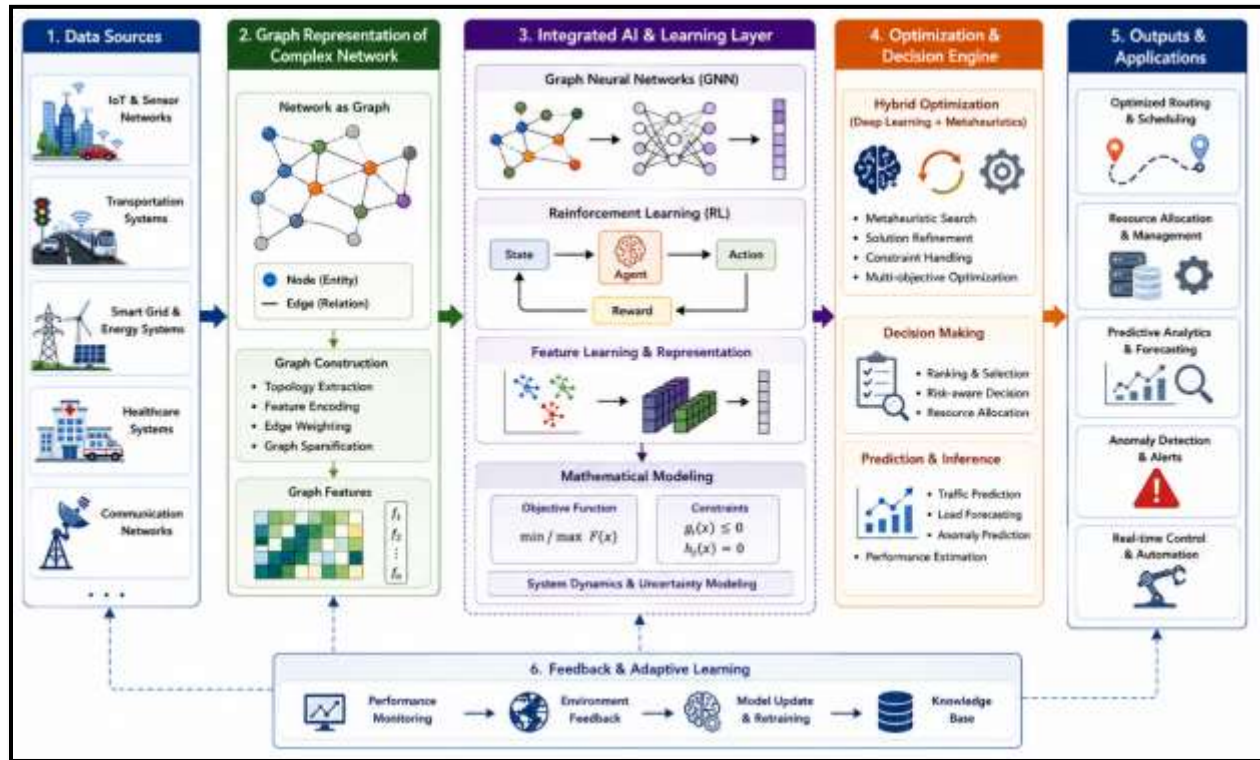 1. Data Sources
IoT & Sensor
Networks
Transportation
Systems
Smart Grid &
Energy Systems
Healthcare
Systems
Communication
Networks
...
2. Graph Representation of
Complex Network
Network as Graph
Node (Entity)
Edge (Relation)
Graph Construction
• Topology Extraction
• Feature Encoding
• Edge Weighting
• Graph Sparsification
Graph Features
f₁
f₂
⋮
fₙ
3. Integrated AI & Learning Layer
Graph Neural Networks (GNN)
Reinforcement Learning (RL)
State
Agent
Action
Reward
Feature Learning & Representation
Mathematical Modeling
Objective Function
min / max F(x)
Constraints
gᵢ(x) ≤ 0
hⱼ(x) = 0
System Dynamics & Uncertainty Modeling
4. Optimization &
Decision Engine
Hybrid Optimization
(Deep Learning + Metaheuristics)
• Metaheuristic Search
• Solution Refinement
• Constraint Handling
• Multi-objective Optimization
Decision Making
• Ranking & Selection
• Risk-aware Decision
• Resource Allocation
Prediction & Inference
• Traffic Prediction
• Load Forecasting
• Anomaly Prediction
• Performance Estimation
5. Outputs &
Applications
Optimized Routing
& Scheduling
Resource Allocation
& Management
Predictive Analytics
& Forecasting
Anomaly Detection
& Alerts
Real-time Control
& Automation
6. Feedback & Adaptive Learning
Performance
Monitoring
Environment
Feedback
Model Update
& Retraining
Knowledge
Base